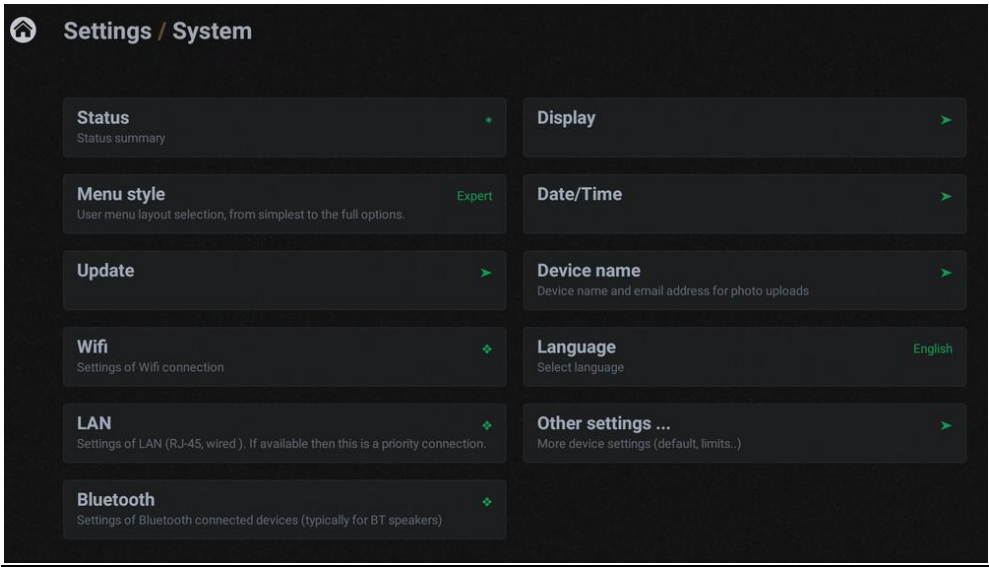 Settings / System
Status
Status summary
Menu style
Expert
User menu layout selection, from simplest to the full options.
Update
Wifi
Settings of Wifi connection
LAN
Settings of LAN (RJ-45, wired ). If available then this is a priority connection.
Bluetooth
Settings of Bluetooth connected devices (typically for BT speakers)
Display
Date/Time
Device name
Device name and email address for photo uploads
Language
English
Select language
Other settings ...
More device settings (default, limits..)